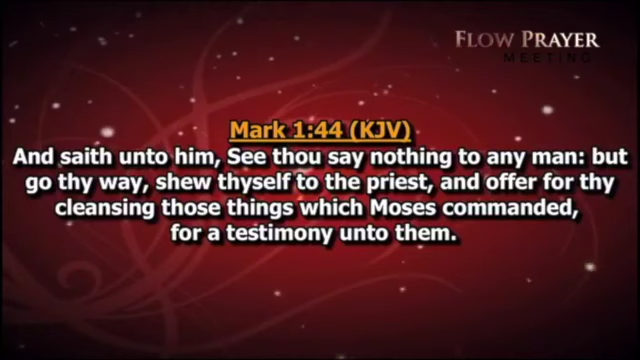 FLOW PRAYER
MEETING
Mark 1:44 (KJV)
And saith unto him, See thou say nothing to any man: but
go thy way, shew thyself to the priest, and offer for thy
cleansing those things which Moses commanded,
for a testimony unto them.